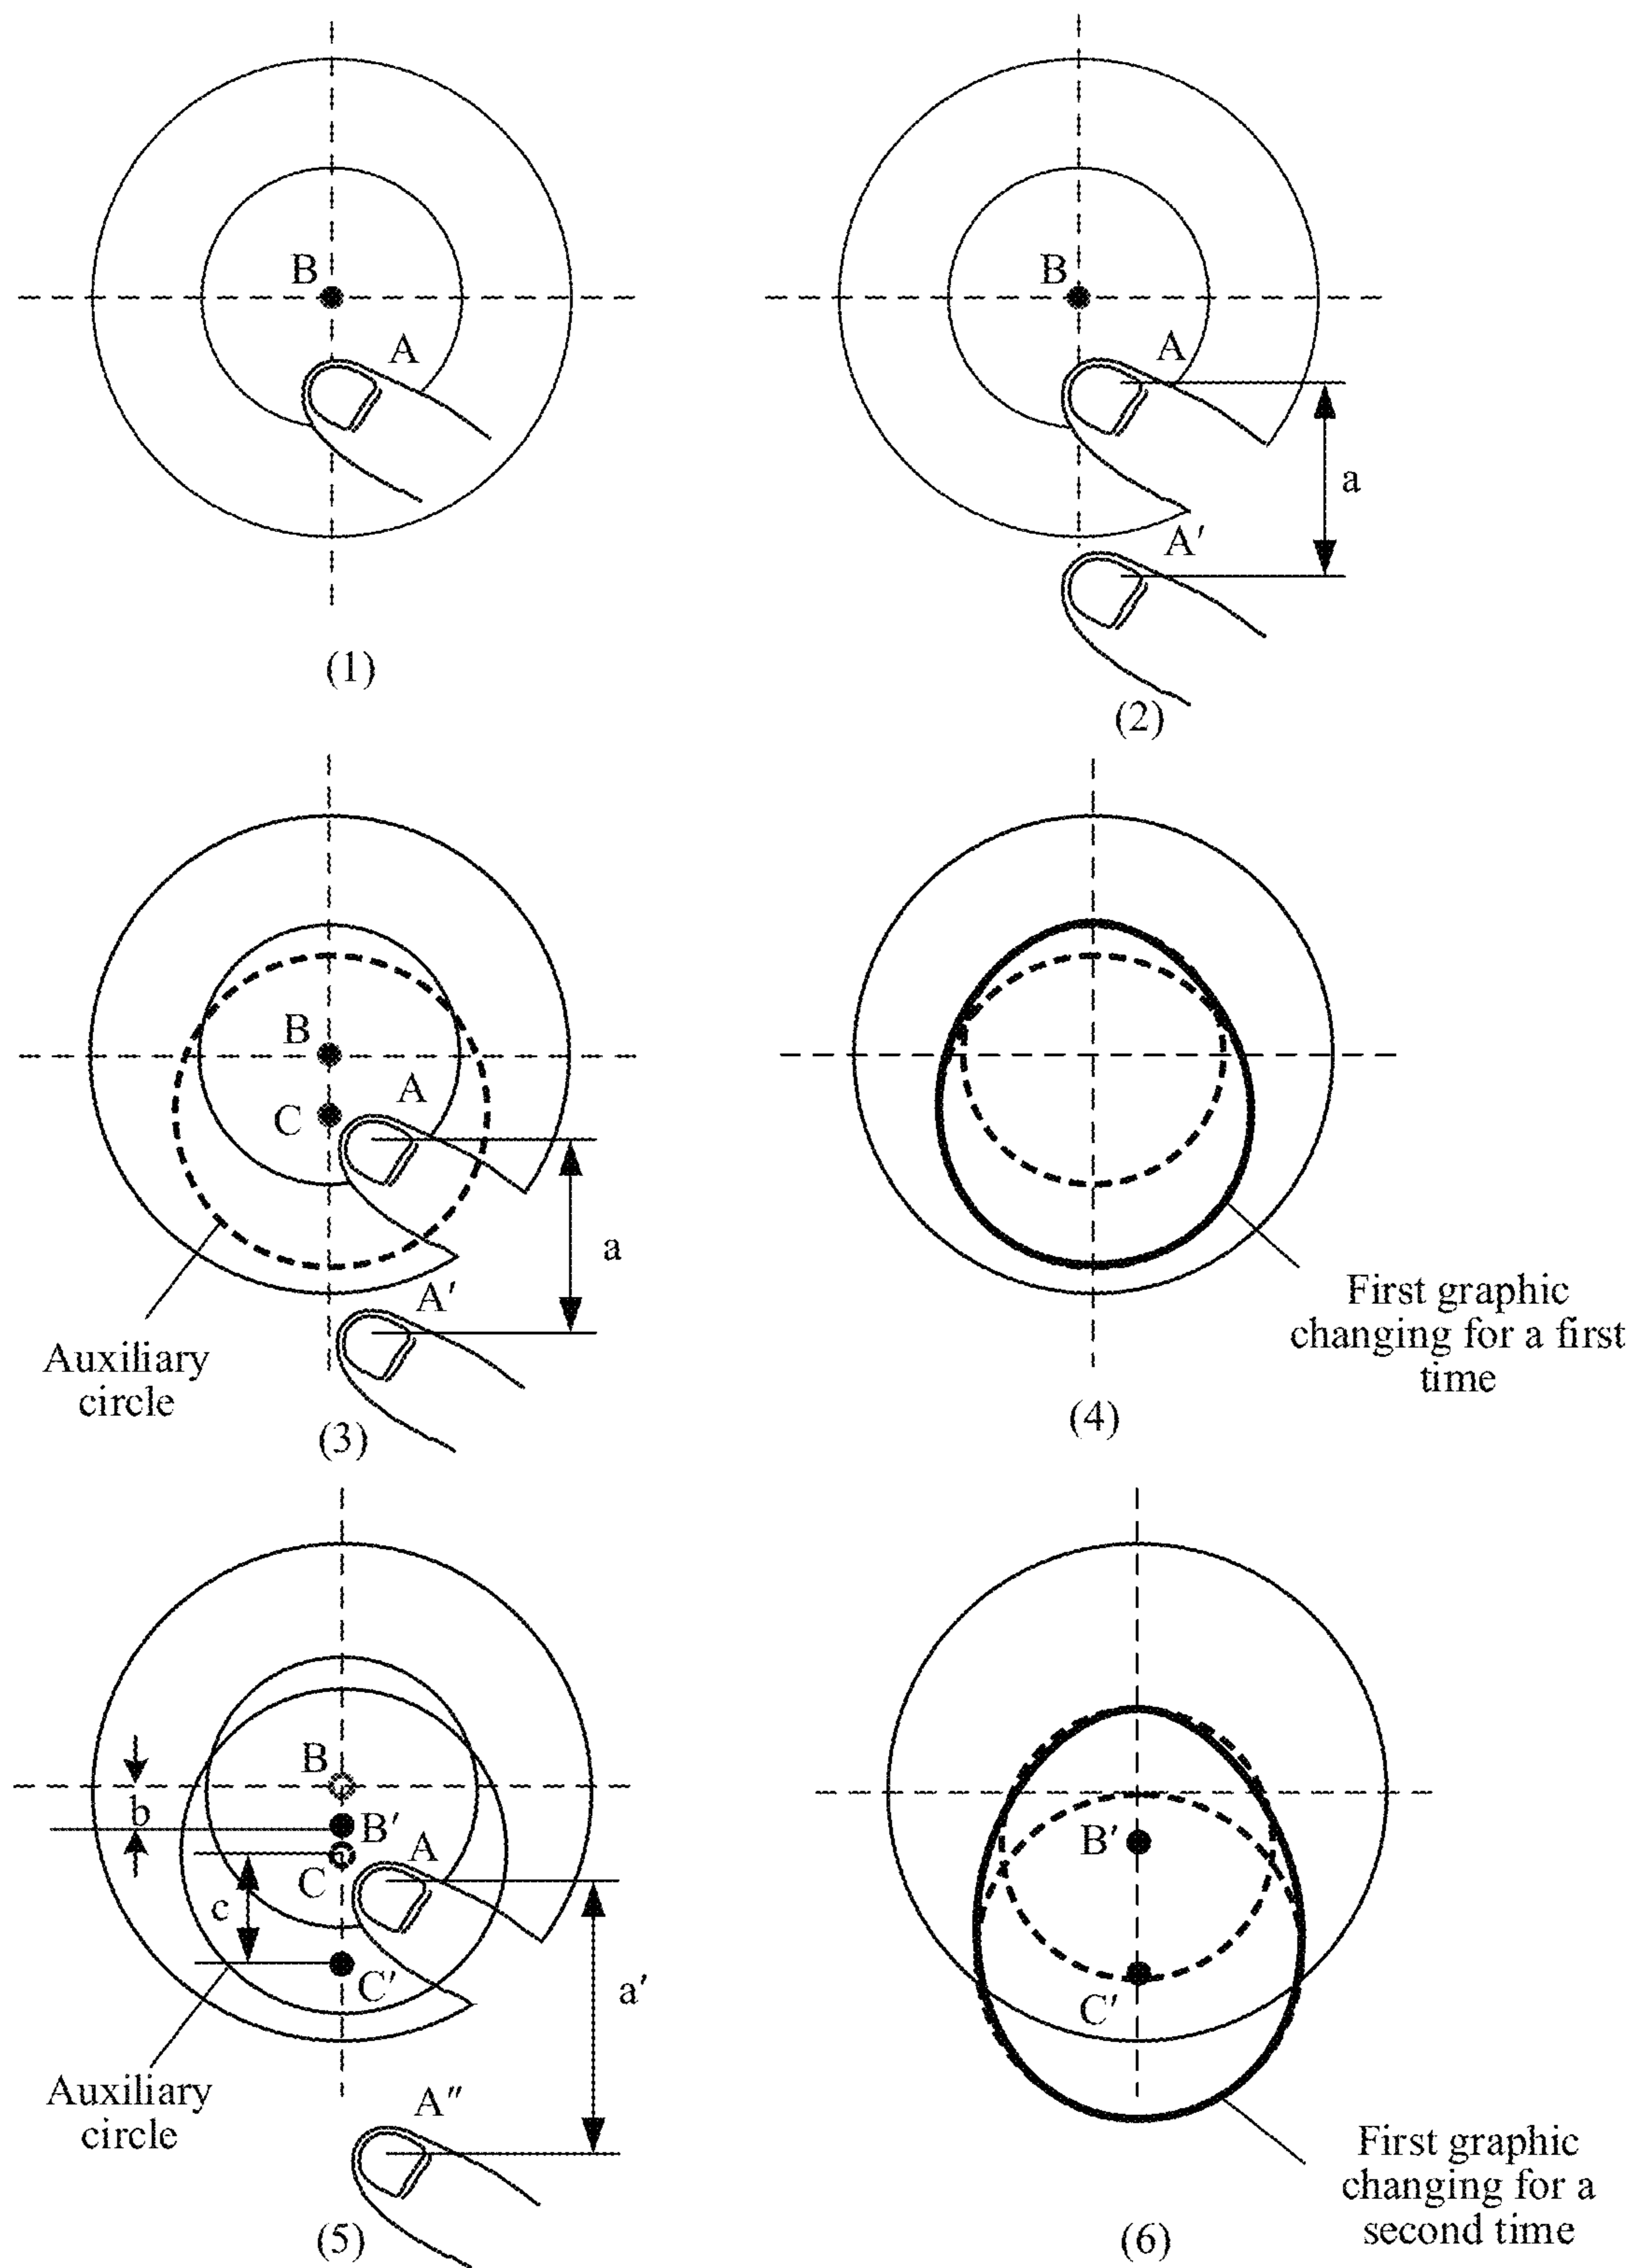 B
A
(1)
B
A
a
A′
(2)
B
A
C
a
A′
Auxiliary
circle
(3)
First graphic
changing for a first
time
(4)
B
b
B′
A
C
c
C′
a′
Auxiliary
circle
A″
(5)
B′
C′
First graphic
changing for a
second time
(6)